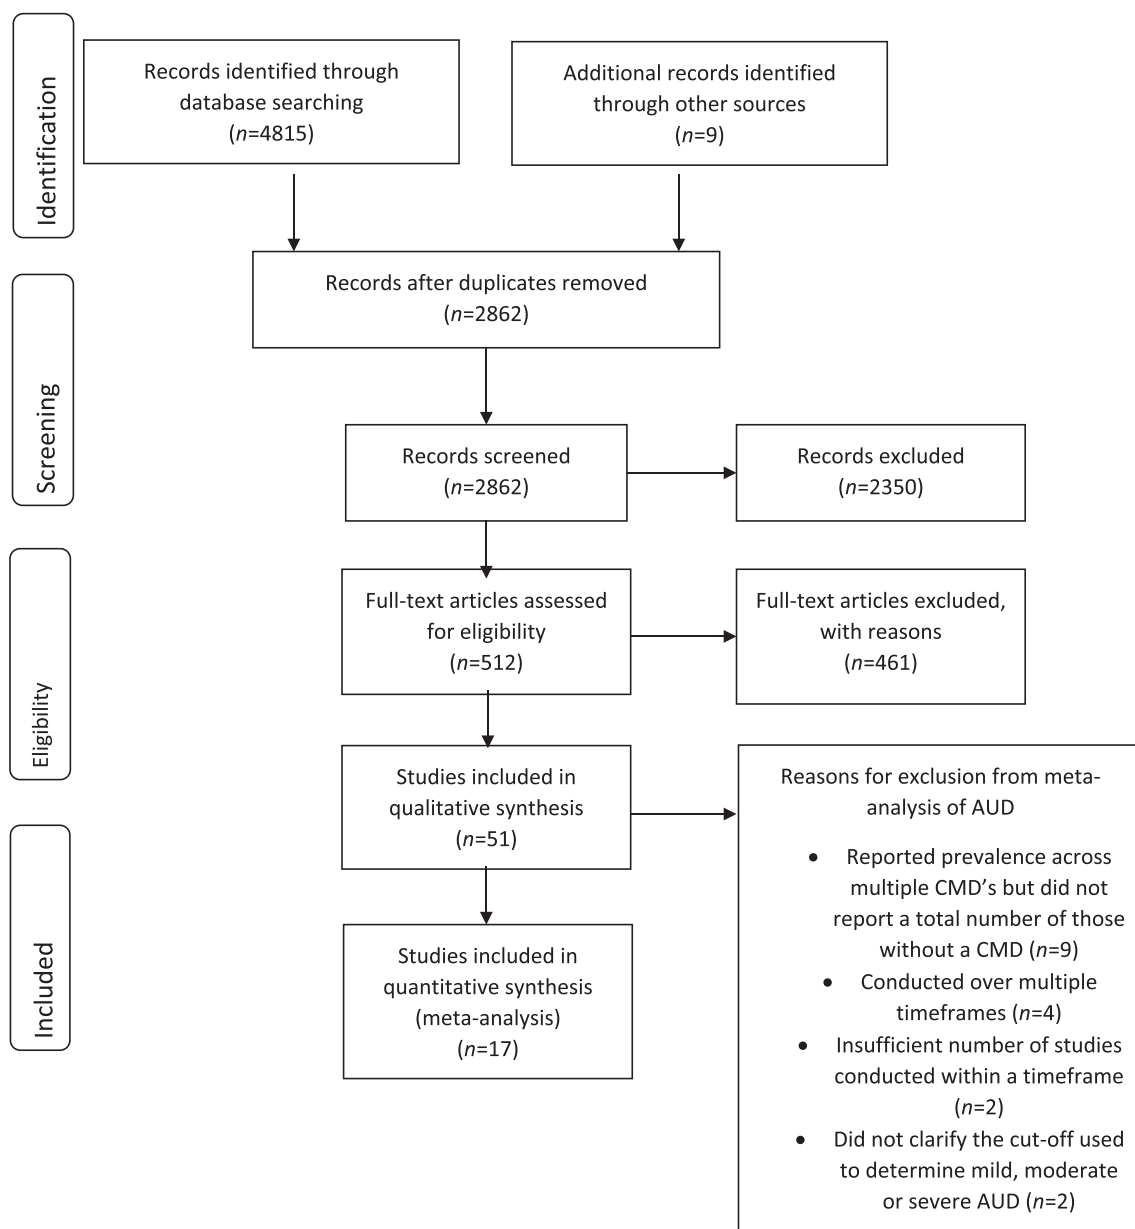 Identification
Records identified through
database searching
(n=4815)
Additional records identified
through other sources
(n=9)
Records after duplicates removed
(n=2862)
Screening
Records screened
(n=2862)
Records excluded
(n=2350)
Eligibility
Full-text articles assessed
for eligibility
(n=512)
Full-text articles excluded,
with reasons
(n=461)
Studies included in
qualitative synthesis
(n=51)
Reasons for exclusion from meta-
analysis of AUD
• Reported prevalence across
multiple CMD’s but did not
report a total number of those
without a CMD (n=9)
• Conducted over multiple
timeframes (n=4)
• Insufficient number of studies
conducted within a timeframe
(n=2)
• Did not clarify the cut-off used
to determine mild, moderate
or severe AUD (n=2)
Included
Studies included in
quantitative synthesis
(meta-analysis)
(n=17)